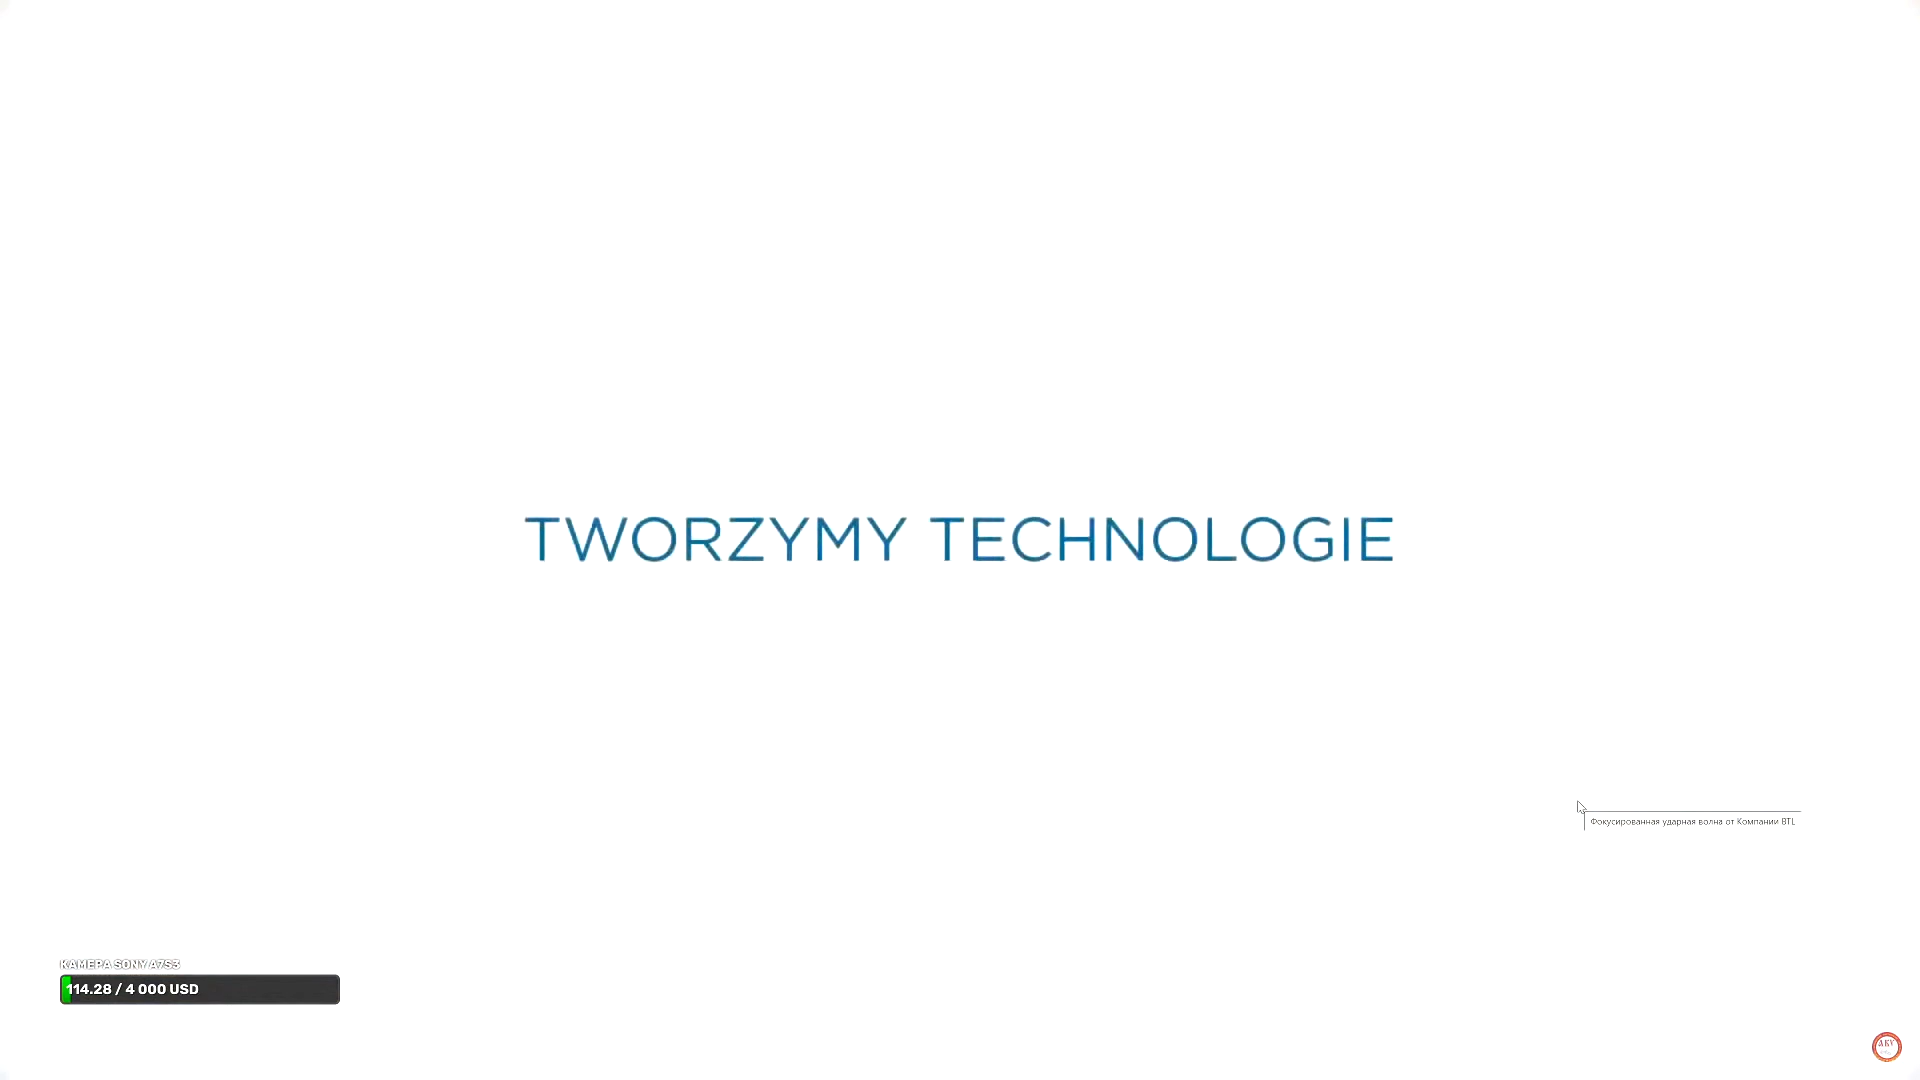 TWORZYMY TECHNOLOGIE
Фокусированная ударная волна от Компании BTL
КАМЕРА SONY A7S3
114.28 / 4 000 USD